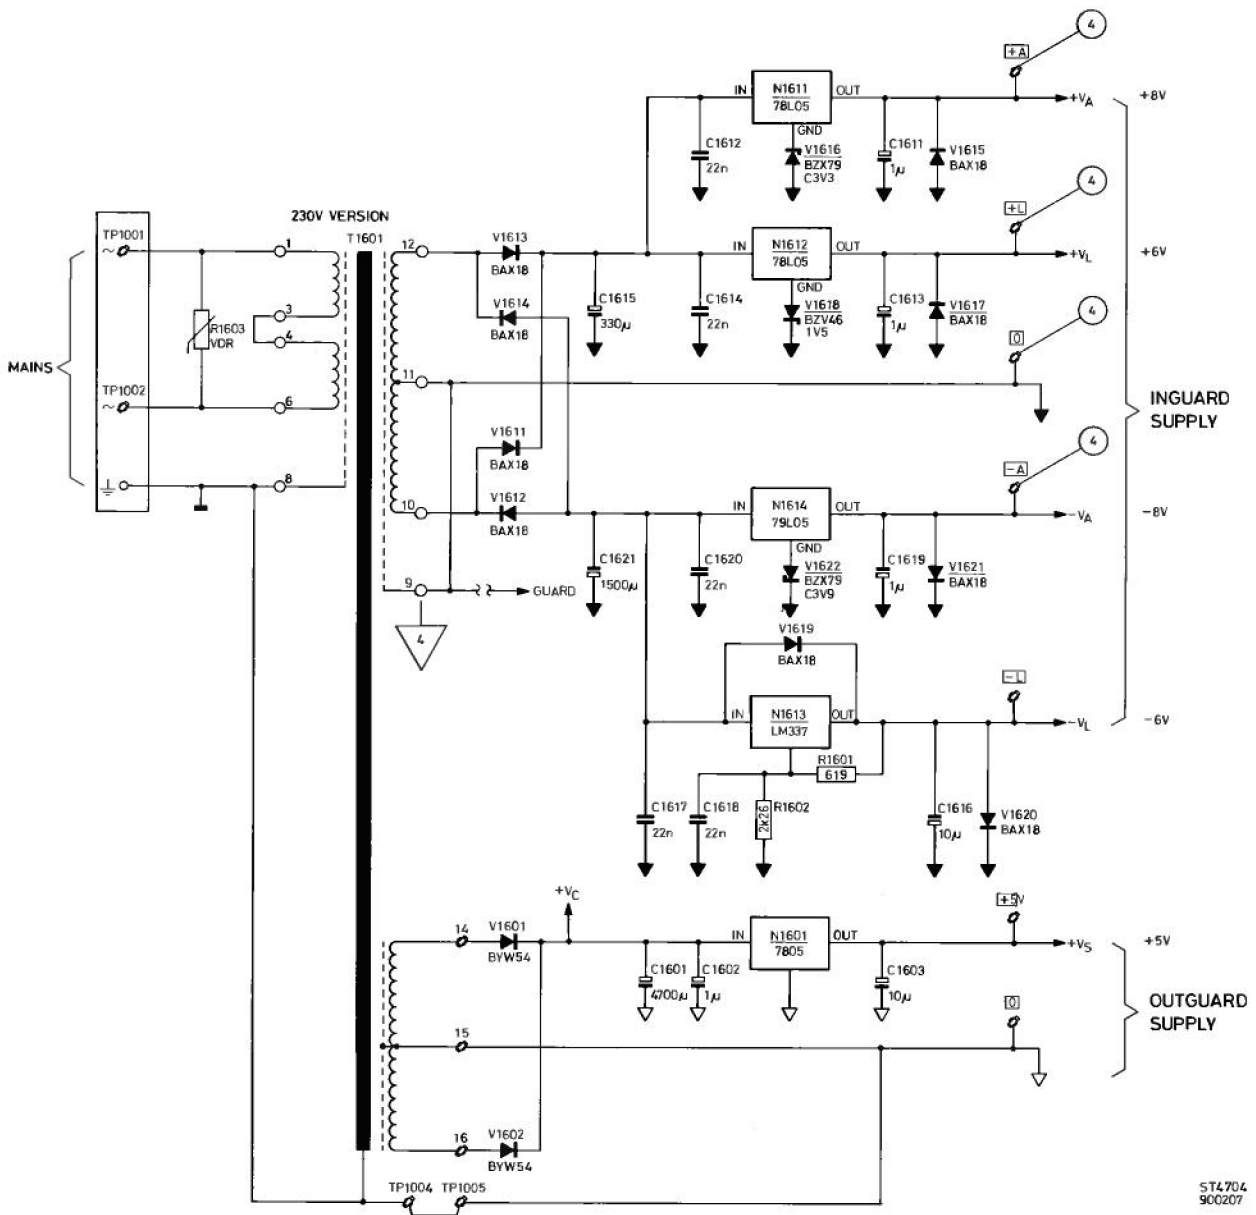 4
+A
IN
N1611
78L05
OUT
+VA
+8V
GND
C1612
22n
V1616
BZX79
C3V3
C1611
1µ
V1615
BAX18
4
+L
230V VERSION
T1601
TP1001
~
1
12
V1613
BAX18
IN
N1612
78L05
OUT
+VL
+6V
GND
C1615
330µ
C1614
22n
V1618
BZV46
1V5
C1613
1µ
V1617
BAX18
V1614
BAX18
3
4
R1603
VDR
4
0
MAINS
TP1002
~
6
11
INGUARD
SUPPLY
V1611
BAX18
4
-A
8
10
V1612
BAX18
IN
N1614
79L05
OUT
-VA
-8V
GND
C1621
1500µ
C1620
22n
V1622
BZX79
C3V9
C1619
1µ
V1621
BAX18
9
GUARD
4
V1619
BAX18
-L
IN
N1613
LM337
OUT
-VL
-6V
R1601
619
C1617
22n
C1618
22n
R1602
2k26
C1616
10µ
V1620
BAX18
+VC
+5V
14
V1601
BYW54
IN
N1601
7805
OUT
+VS
+5V
C1601
4700µ
C1602
1µ
C1603
10µ
0
OUTGUARD
SUPPLY
15
16
V1602
BYW54
TP1004
TP1005
ST4704
900207